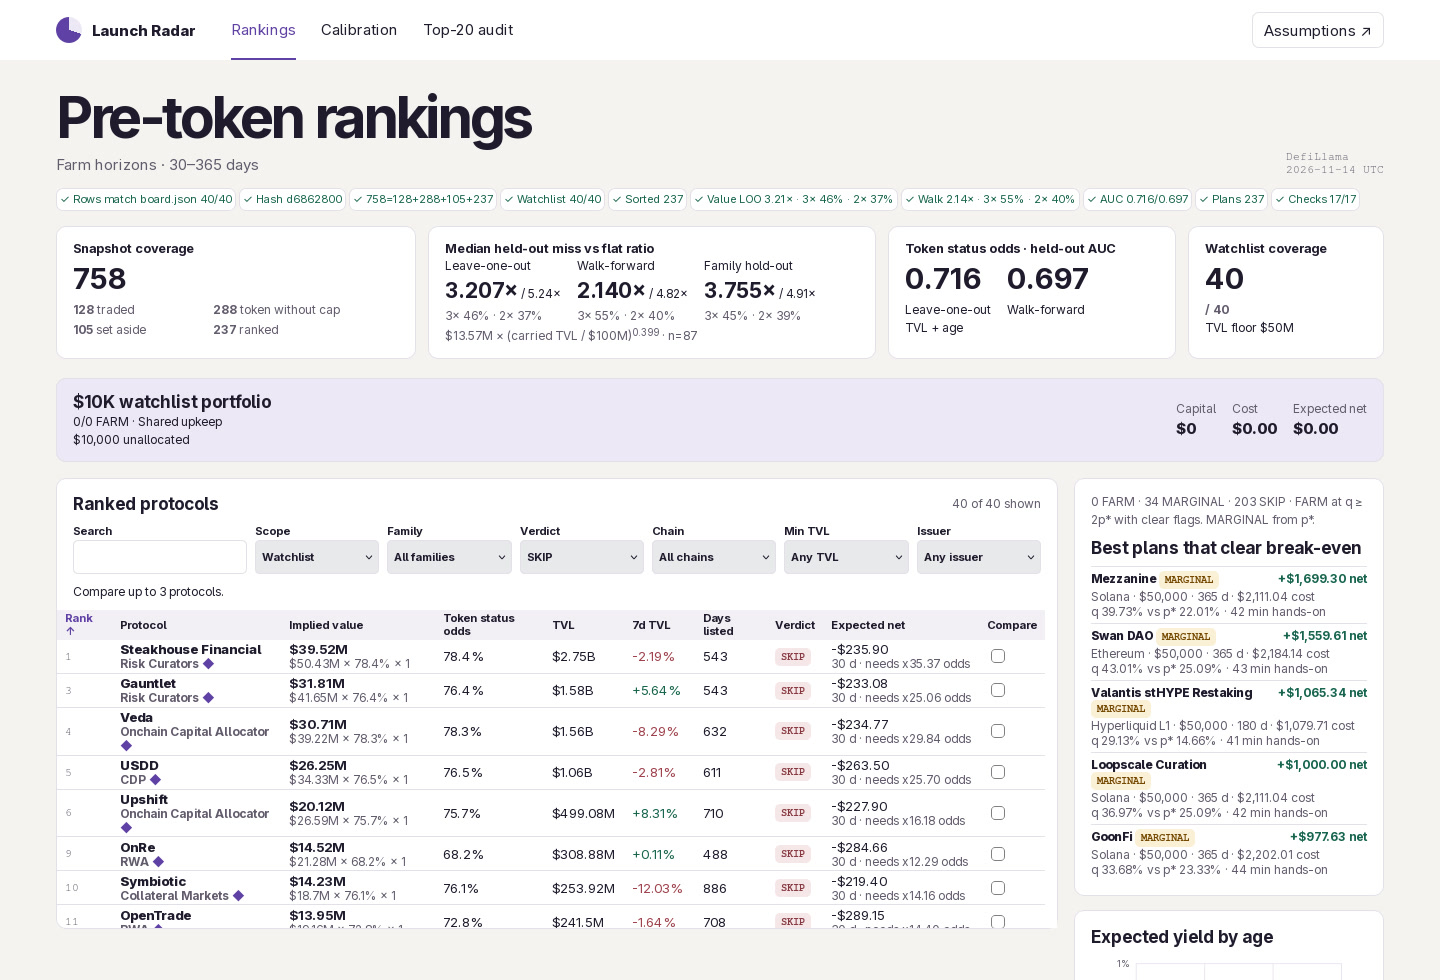 Launch Radar
Rankings
Calibration
Top-20 audit
Assumptions ↗
Pre-token rankings
Farm horizons · 30–365 days
DefiLlama
2026-11-14 UTC
✓ Rows match board.json 40/40
✓ Hash d6862800
✓ 758=128+288+105+237
✓ Watchlist 40/40
✓ Sorted 237
✓ Value LOO 3.21× · 3× 46% · 2× 37%
✓ Walk 2.14× · 3× 55% · 2× 40%
✓ AUC 0.716/0.697
✓ Plans 237
✓ Checks 17/17
Snapshot coverage
758
128 traded
288 token without cap
105 set aside
237 ranked
Median held-out miss vs flat ratio
Leave-one-out
Walk-forward
Family hold-out
3.207× / 5.24×
2.140× / 4.82×
3.755× / 4.91×
3× 46% · 2× 37%
3× 55% · 2× 40%
3× 45% · 2× 39%
$13.57M × (carried TVL / $100M)0.399 · n=87
Token status odds · held-out AUC
0.716
0.697
Leave-one-out
Walk-forward
TVL + age
Watchlist coverage
40
/ 40
TVL floor $50M
$10K watchlist portfolio
0/0 FARM · Shared upkeep
$10,000 unallocated
Capital
Cost
Expected net
$0
$0.00
$0.00
Ranked protocols
40 of 40 shown
Search
Scope
Family
Verdict
Chain
Min TVL
Issuer
Watchlist
All families
SKIP
All chains
Any TVL
Any issuer
Compare up to 3 protocols.
Rank ↑
Protocol
Implied value
Token status odds
TVL
7d TVL
Days listed
Verdict
Expected net
Compare
1
Steakhouse Financial
Risk Curators ◆
$39.52M
$50.43M × 78.4% × 1
78.4%
$2.75B
-2.19%
543
SKIP
-$235.90
30 d · needs x35.37 odds
3
Gauntlet
Risk Curators ◆
$31.81M
$41.65M × 76.4% × 1
76.4%
$1.58B
+5.64%
543
SKIP
-$233.08
30 d · needs x25.06 odds
4
Veda
Onchain Capital Allocator ◆
$30.71M
$39.22M × 78.3% × 1
78.3%
$1.56B
-8.29%
632
SKIP
-$234.77
30 d · needs x29.84 odds
5
USDD
CDP ◆
$26.25M
$34.33M × 76.5% × 1
76.5%
$1.06B
-2.81%
611
SKIP
-$263.50
30 d · needs x25.70 odds
6
Upshift
Onchain Capital Allocator ◆
$20.12M
$26.59M × 75.7% × 1
75.7%
$499.08M
+8.31%
710
SKIP
-$227.90
30 d · needs x16.18 odds
9
OnRe
RWA ◆
$14.52M
$21.28M × 68.2% × 1
68.2%
$308.88M
+0.11%
488
SKIP
-$284.66
30 d · needs x12.29 odds
10
Symbiotic
Collateral Markets ◆
$14.23M
$18.7M × 76.1% × 1
76.1%
$253.92M
-12.03%
886
SKIP
-$219.40
30 d · needs x14.16 odds
11
OpenTrade
$13.95M
72.8%
$241.5M
-1.64%
708
SKIP
-$289.15
0 FARM · 34 MARGINAL · 203 SKIP · FARM at q ≥
2p* with clear flags. MARGINAL from p*.
Best plans that clear break-even
Mezzanine MARGINAL +$1,699.30 net
Solana · $50,000 · 365 d · $2,111.04 cost
q 39.73% vs p* 22.01% · 42 min hands-on
Swan DAO MARGINAL +$1,559.61 net
Ethereum · $50,000 · 365 d · $2,184.14 cost
q 43.01% vs p* 25.09% · 43 min hands-on
Valantis stHYPE Restaking +$1,065.34 net
MARGINAL
Hyperliquid L1 · $50,000 · 180 d · $1,079.71 cost
q 29.13% vs p* 14.66% · 41 min hands-on
Loopscale Curation +$1,000.00 net
MARGINAL
Solana · $50,000 · 365 d · $2,111.04 cost
q 36.97% vs p* 25.09% · 42 min hands-on
GoonFi MARGINAL +$977.63 net
Solana · $50,000 · 365 d · $2,202.01 cost
q 33.68% vs p* 23.33% · 44 min hands-on
Expected yield by age
1%